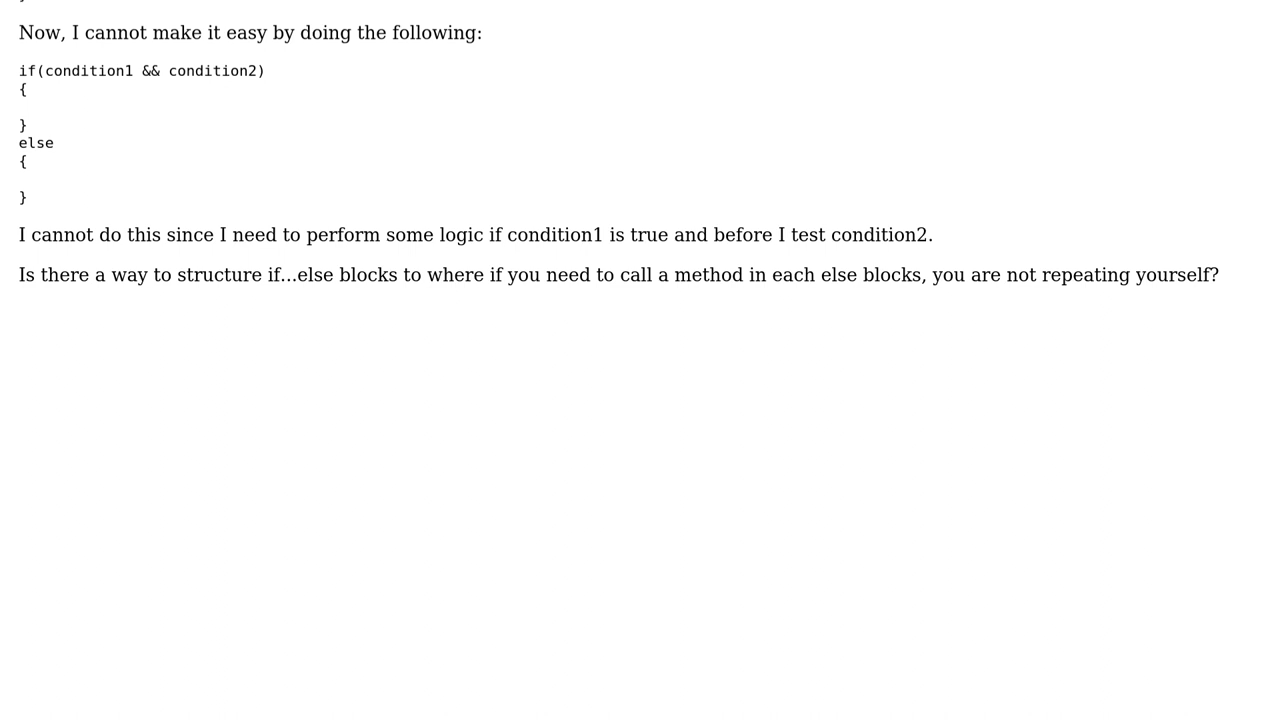 }
Now, I cannot make it easy by doing the following:
if(condition1 && condition2)
{
}
else
{
}
I cannot do this since I need to perform some logic if condition1 is true and before I test condition2.
Is there a way to structure if...else blocks to where if you need to call a method in each else blocks, you are not repeating yourself?